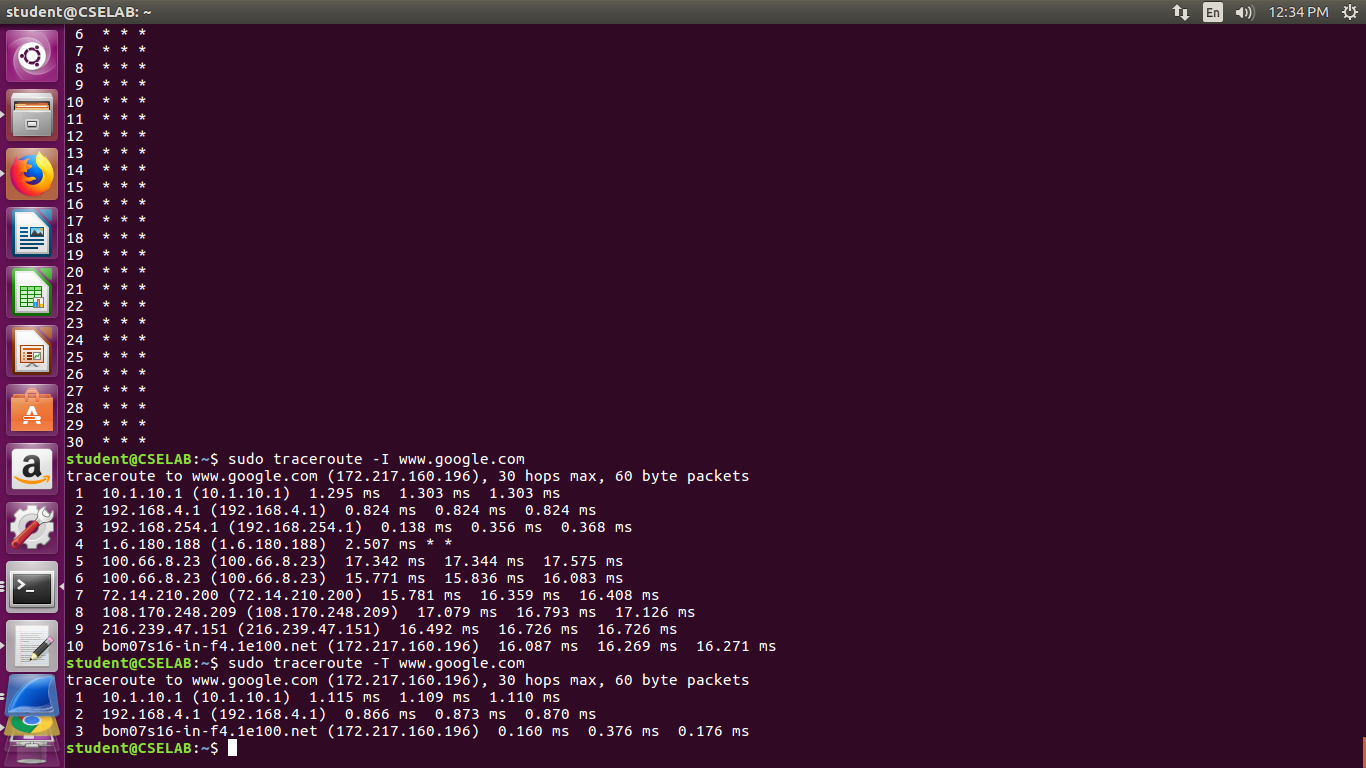 student@CSELAB: ~
En
12:34 PM
6 * * *
7 * * *
8 * * *
9 * * *
10 * * *
11 * * *
12 * * *
13 * * *
14 * * *
15 * * *
16 * * *
17 * * *
18 * * *
19 * * *
20 * * *
21 * * *
22 * * *
23 * * *
24 * * *
25 * * *
26 * * *
27 * * *
28 * * *
29 * * *
30 * * *
student@CSELAB:~$ sudo traceroute -I www.google.com
traceroute to www.google.com (172.217.160.196), 30 hops max, 60 byte packets
1 10.1.10.1 (10.1.10.1) 1.295 ms 1.303 ms 1.303 ms
2 192.168.4.1 (192.168.4.1) 0.824 ms 0.824 ms 0.824 ms
3 192.168.254.1 (192.168.254.1) 0.138 ms 0.356 ms 0.368 ms
4 1.6.180.188 (1.6.180.188) 2.507 ms * *
5 100.66.8.23 (100.66.8.23) 17.342 ms 17.344 ms 17.575 ms
6 100.66.8.23 (100.66.8.23) 15.771 ms 15.836 ms 16.083 ms
7 72.14.210.200 (72.14.210.200) 15.781 ms 16.359 ms 16.408 ms
8 108.170.248.209 (108.170.248.209) 17.079 ms 16.793 ms 17.126 ms
9 216.239.47.151 (216.239.47.151) 16.492 ms 16.726 ms 16.726 ms
10 bom07s16-in-f4.1e100.net (172.217.160.196) 16.087 ms 16.269 ms 16.271 ms
student@CSELAB:~$ sudo traceroute -T www.google.com
traceroute to www.google.com (172.217.160.196), 30 hops max, 60 byte packets
1 10.1.10.1 (10.1.10.1) 1.115 ms 1.109 ms 1.110 ms
2 192.168.4.1 (192.168.4.1) 0.866 ms 0.873 ms 0.870 ms
3 bom07s16-in-f4.1e100.net (172.217.160.196) 0.160 ms 0.376 ms 0.176 ms
student@CSELAB:~$